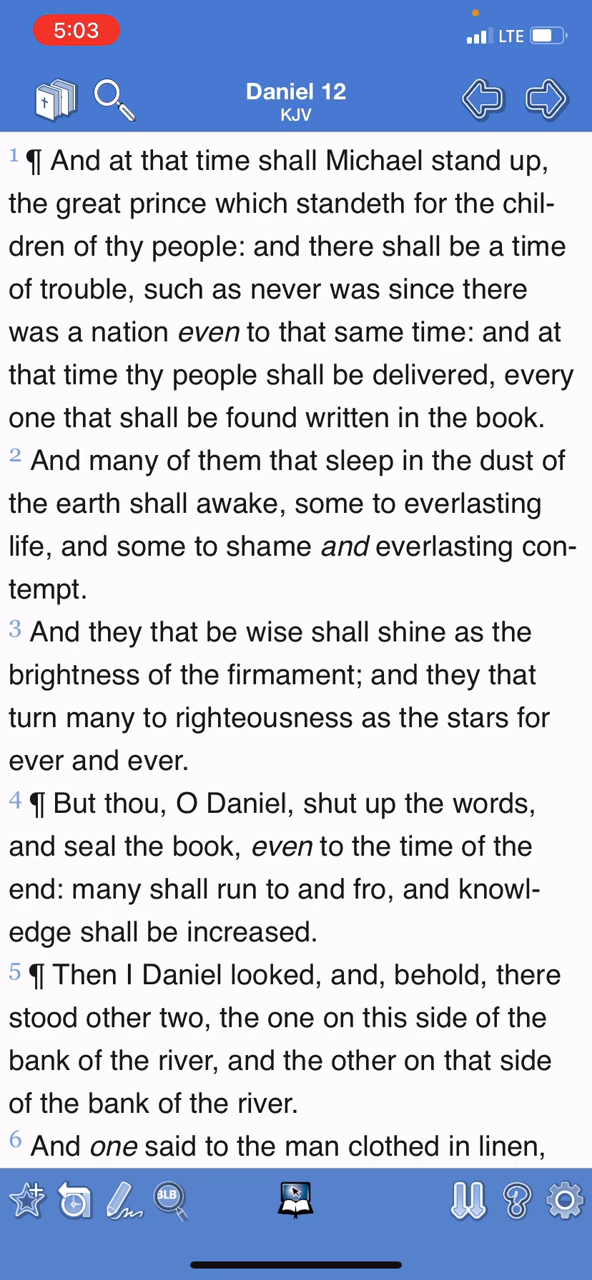 5:03
LTE
Daniel 12
KJV
1 ¶ And at that time shall Michael stand up,
the great prince which standeth for the chil-
dren of thy people: and there shall be a time
of trouble, such as never was since there
was a nation even to that same time: and at
that time thy people shall be delivered, every
one that shall be found written in the book.
2 And many of them that sleep in the dust of
the earth shall awake, some to everlasting
life, and some to shame and everlasting con-
tempt.
3 And they that be wise shall shine as the
brightness of the firmament; and they that
turn many to righteousness as the stars for
ever and ever.
4 ¶ But thou, O Daniel, shut up the words,
and seal the book, even to the time of the
end: many shall run to and fro, and knowl-
edge shall be increased.
5 ¶ Then I Daniel looked, and, behold, there
stood other two, the one on this side of the
bank of the river, and the other on that side
of the bank of the river.
6 And one said to the man clothed in linen,
BLB